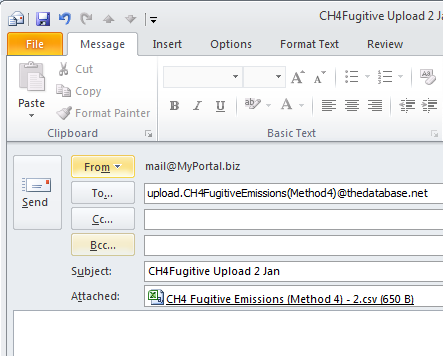 CH4Fugitive Upload 2 Ja
File Message Insert Options Format Text Review
Paste
Cut
Copy
Format Painter
Clipboard
B I U
Basic Text
Send
From mail@MyPortal.biz
To... upload.CH4FugitiveEmissions(Method4)@thedatabase.net
Cc...
Bcc...
Subject: CH4Fugitive Upload 2 Jan
Attached: CH4 Fugitive Emissions (Method 4) - 2.csv (650 B)